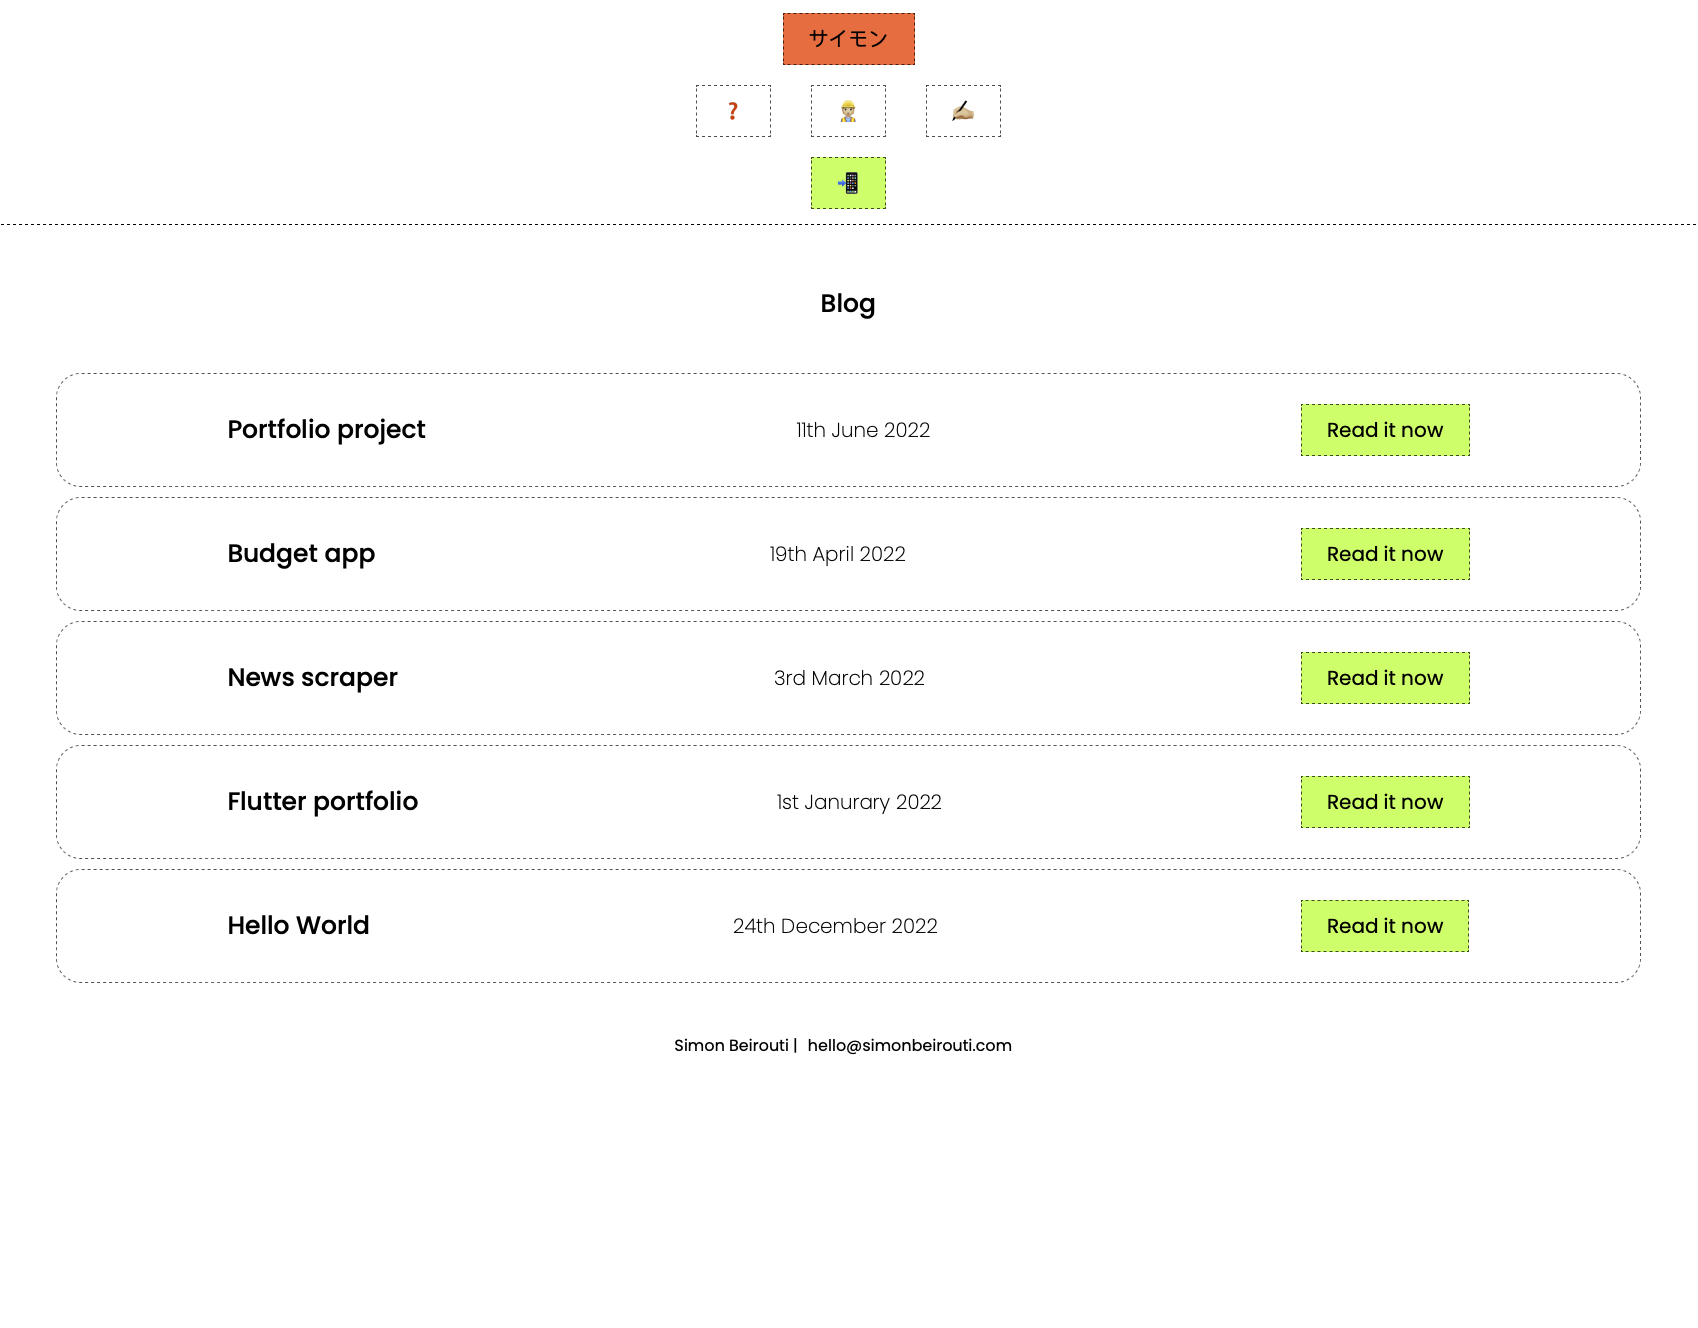 サイモン
Blog
Portfolio project 11th June 2022 Read it now
Budget app 19th April 2022 Read it now
News scraper 3rd March 2022 Read it now
Flutter portfolio 1st Janurary 2022 Read it now
Hello World 24th December 2022 Read it now
Simon Beirouti | hello@simonbeirouti.com